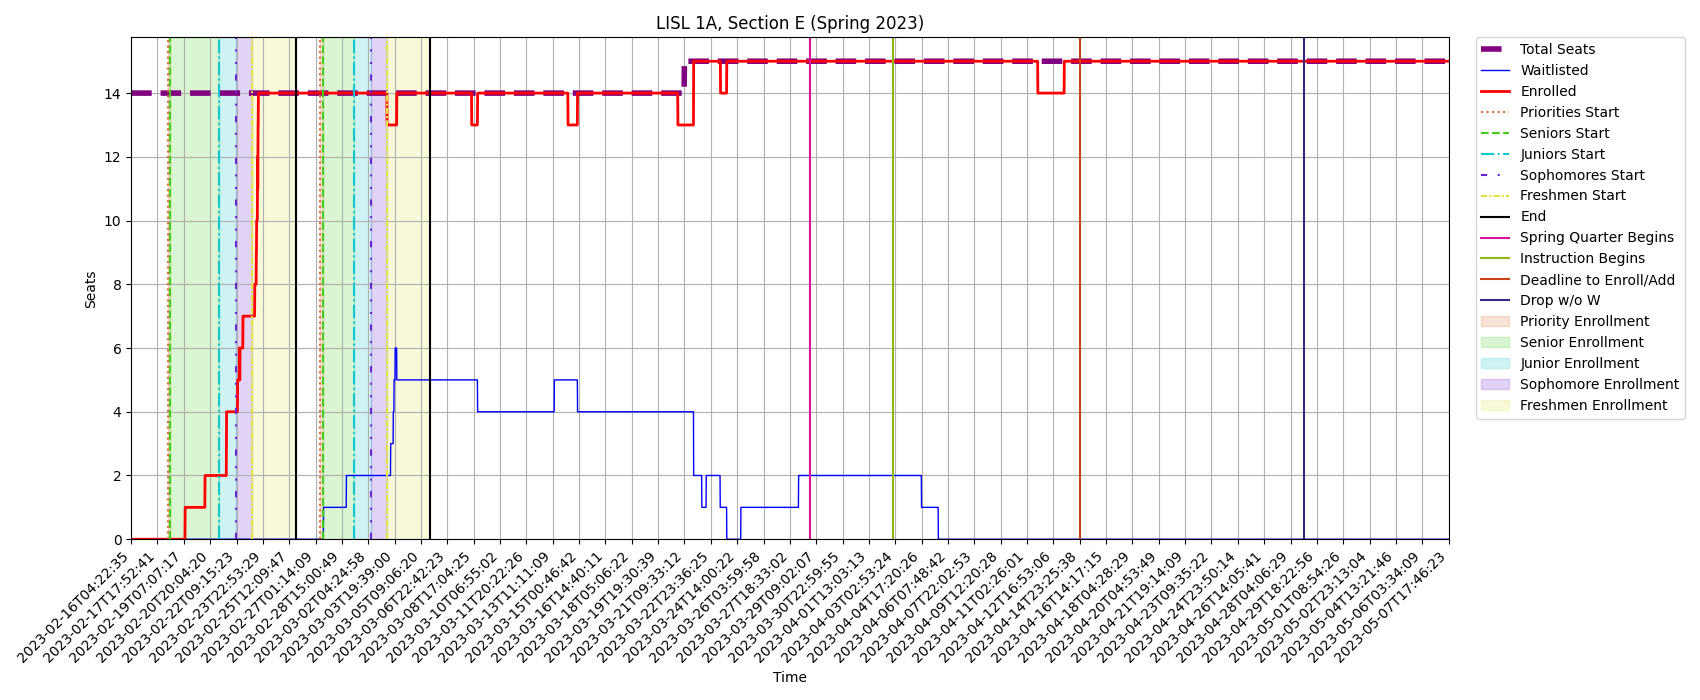 LISL 1A, Section E (Spring 2023)
Total Seats
Waitlisted
Enrolled
Priorities Start
Seniors Start
Juniors Start
Sophomores Start
Freshmen Start
End
Spring Quarter Begins
Instruction Begins
Deadline to Enroll/Add
Drop w/o W
Priority Enrollment
Senior Enrollment
Junior Enrollment
Sophomore Enrollment
Freshmen Enrollment
Seats
14
12
10
8
6
4
2
0
2023-02-16T04:22:35
2023-02-17T17:52:41
2023-02-19T07:07:17
2023-02-20T20:04:20
2023-02-22T09:15:23
2023-02-23T22:53:29
2023-02-25T12:09:47
2023-02-27T01:14:09
2023-02-28T15:00:49
2023-03-02T04:24:58
2023-03-03T19:39:00
2023-03-05T09:06:20
2023-03-06T22:42:23
2023-03-08T17:04:25
2023-03-10T06:55:02
2023-03-11T20:22:26
2023-03-13T11:11:09
2023-03-15T00:46:42
2023-03-16T14:40:11
2023-03-18T05:06:22
2023-03-19T19:30:39
2023-03-21T09:33:12
2023-03-22T23:36:25
2023-03-24T14:00:22
2023-03-26T03:59:58
2023-03-27T18:33:02
2023-03-29T09:02:07
2023-03-30T22:59:55
2023-04-01T13:03:13
2023-04-03T02:53:24
2023-04-04T17:20:26
2023-04-06T07:48:42
2023-04-07T22:02:53
2023-04-09T12:20:28
2023-04-11T02:26:01
2023-04-12T16:53:06
2023-04-14T23:25:38
2023-04-16T14:17:15
2023-04-18T04:28:29
2023-04-20T04:53:49
2023-04-21T19:14:09
2023-04-23T09:35:22
2023-04-24T23:50:14
2023-04-26T14:05:41
2023-04-28T04:06:29
2023-04-29T18:22:56
2023-05-01T08:54:26
2023-05-02T23:13:04
2023-05-04T13:21:46
2023-05-06T03:34:09
2023-05-07T17:46:23
Time